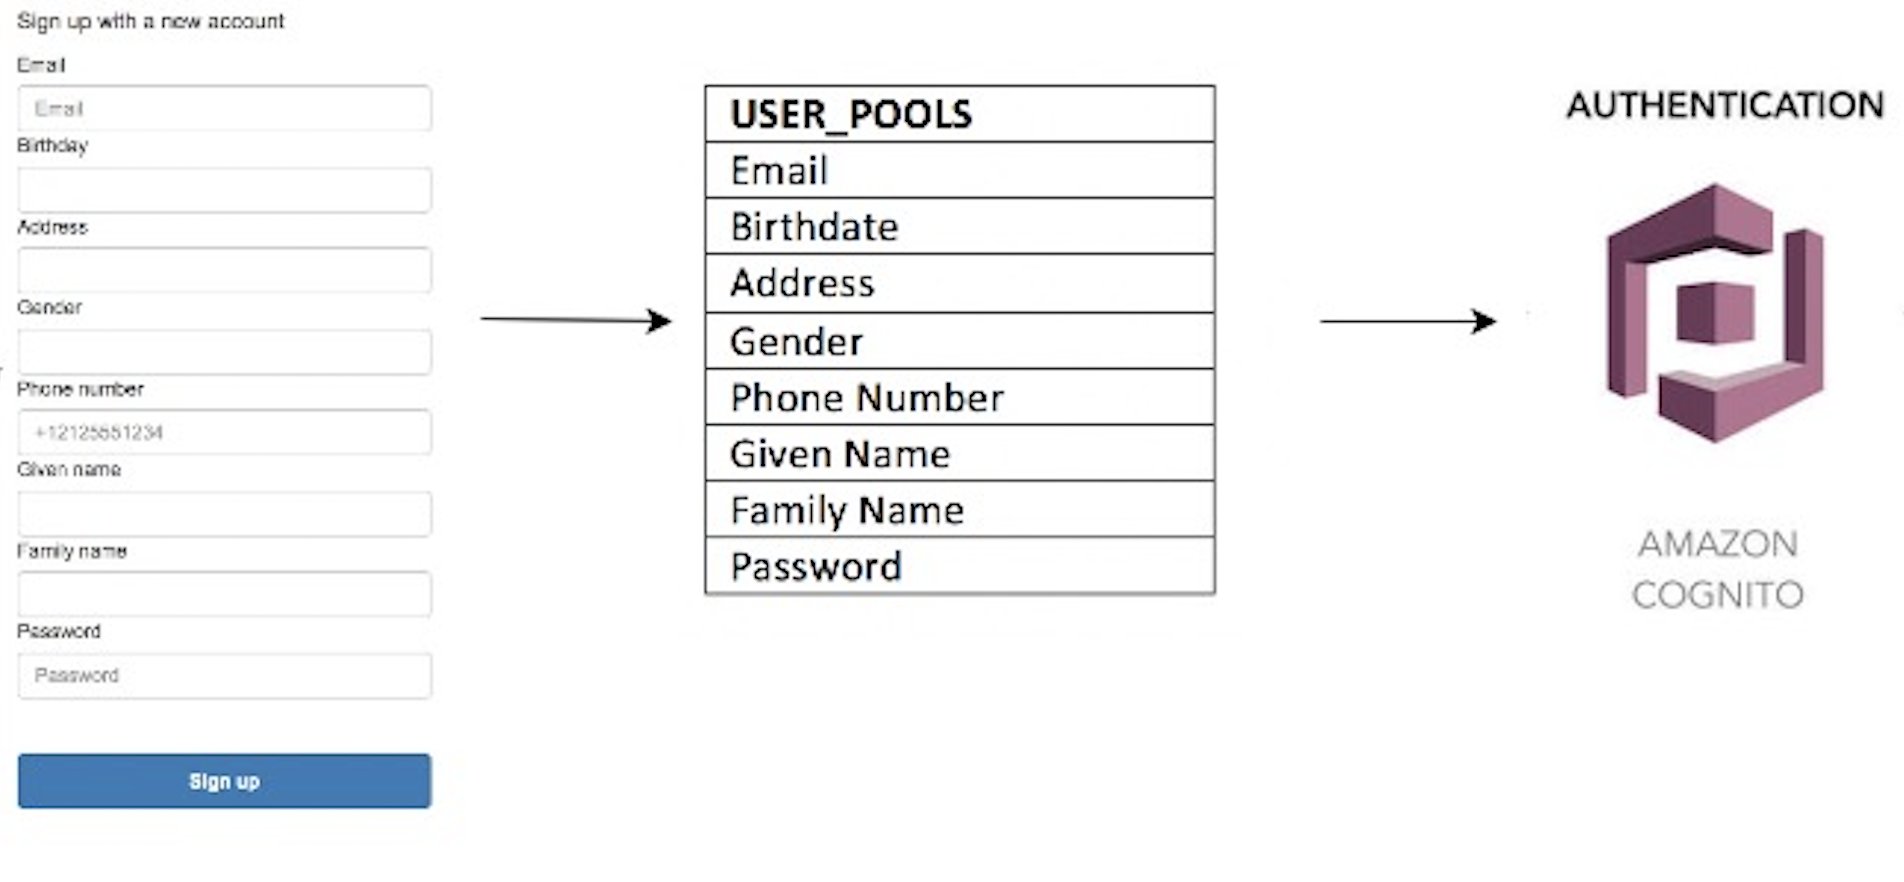 Sign up with a new account
Email
Email
Birthday
Address
Gender
Phone number
+12125551234
Given name
Family name
Password
Password
Sign up
USER_POOLS
Email
Birthdate
Address
Gender
Phone Number
Given Name
Family Name
Password
AUTHENTICATION
AMAZON
COGNITO